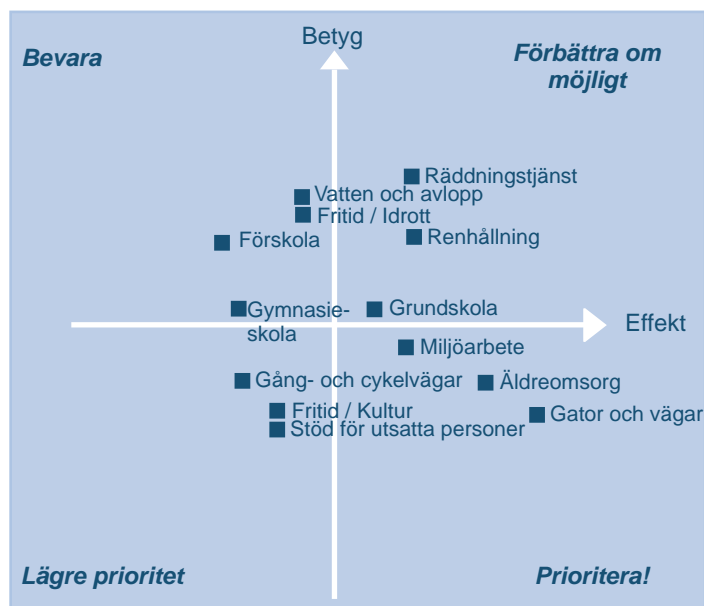 Betyg
Bevara
Förbättra om
möjligt
Räddningstjänst
Vatten och avlopp
Fritid / Idrott
Förskola
Renhållning
Gymnasie-
skola
Grundskola
Effekt
Miljöarbete
Gång- och cykelvägar
Äldreomsorg
Fritid / Kultur
Gator och vägar
Stöd för utsatta personer
Lägre prioritet
Prioritera!